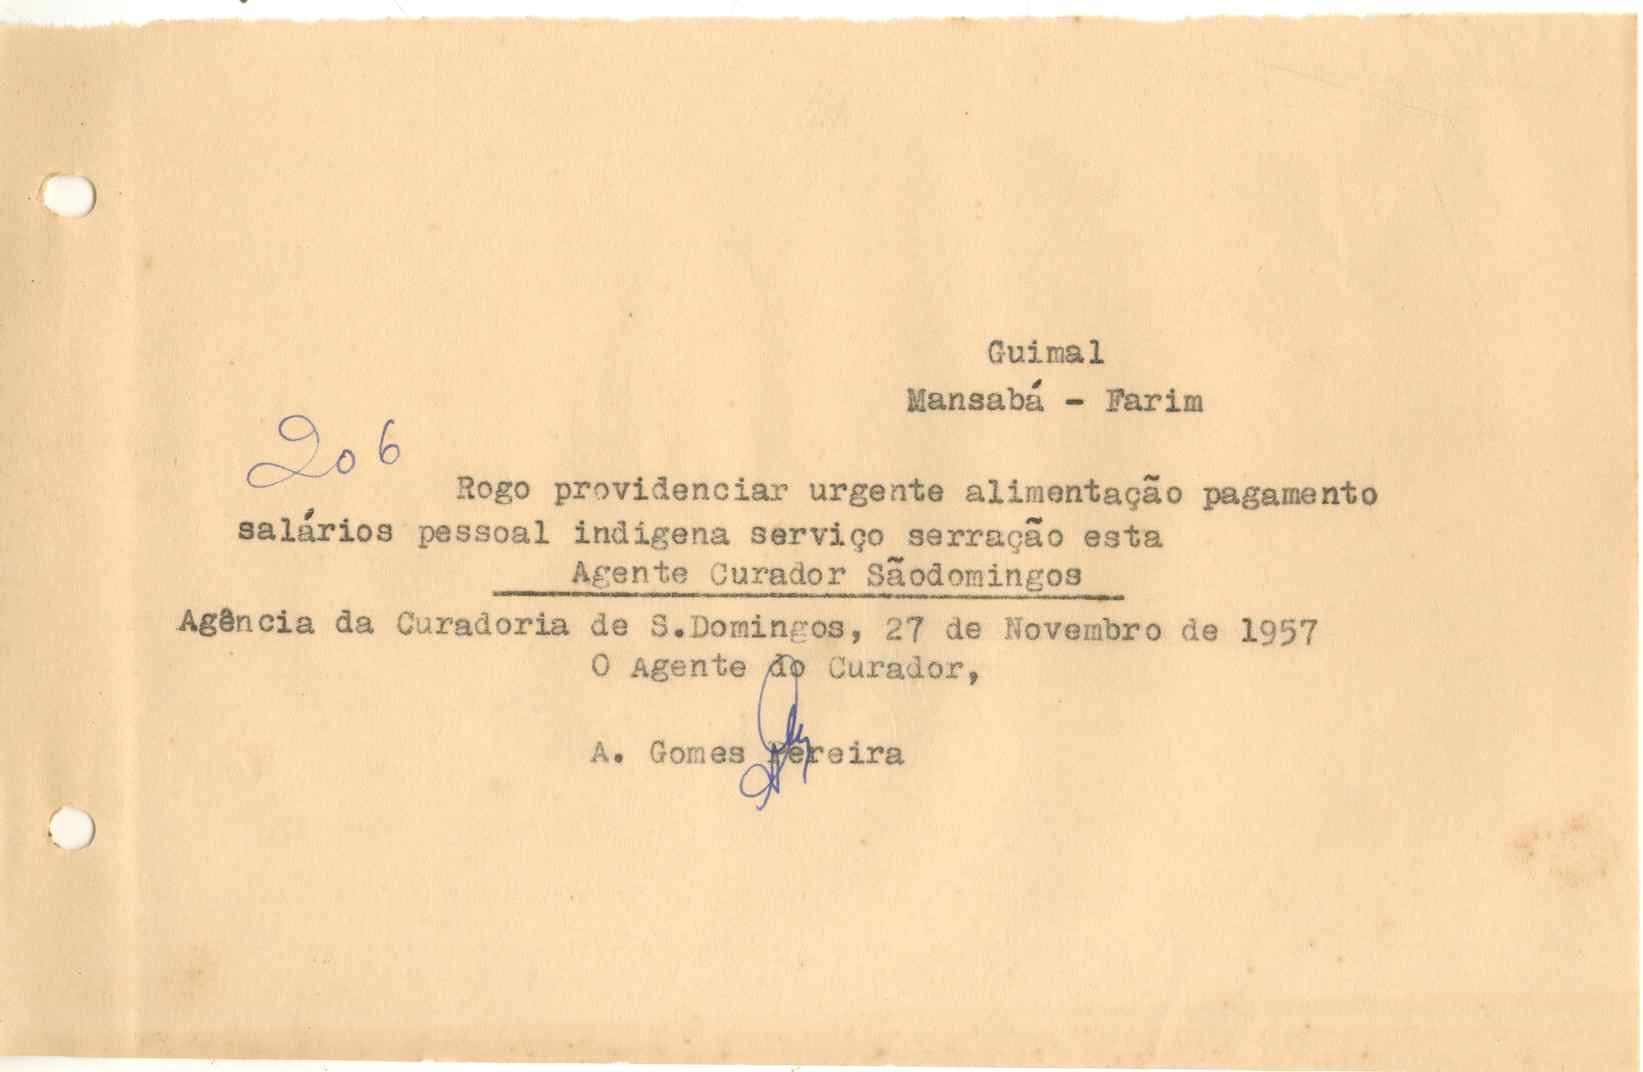 Guimal
Mansabá - Farim
206
Rogo providenciar urgente alimentação pagamento
salários pessoal indigena serviço serração esta
Agente Curador Sãodomingos
Agência da Curadoria de S.Domingos, 27 de Novembro de 1957
O Agente do Curador,
A. Gomes Pereira